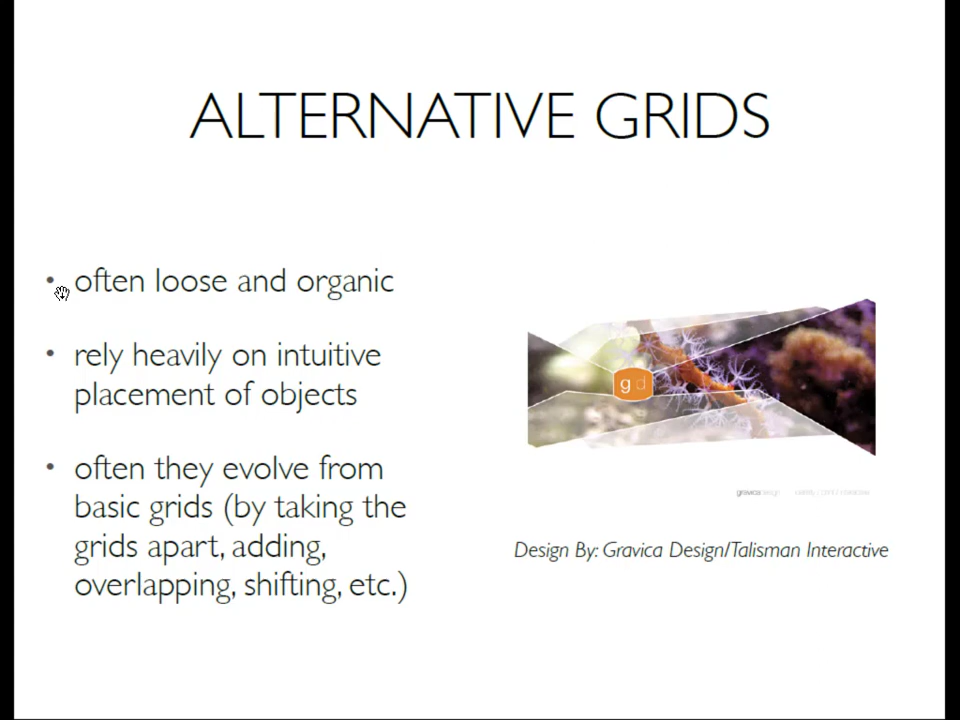 ALTERNATIVE GRIDS
• often loose and organic
• rely heavily on intuitive
placement of objects
• often they evolve from
basic grids (by taking the
grids apart, adding,
overlapping, shifting, etc.)
gd
gravicadesign
Design By: Gravica Design/Talisman Interactive